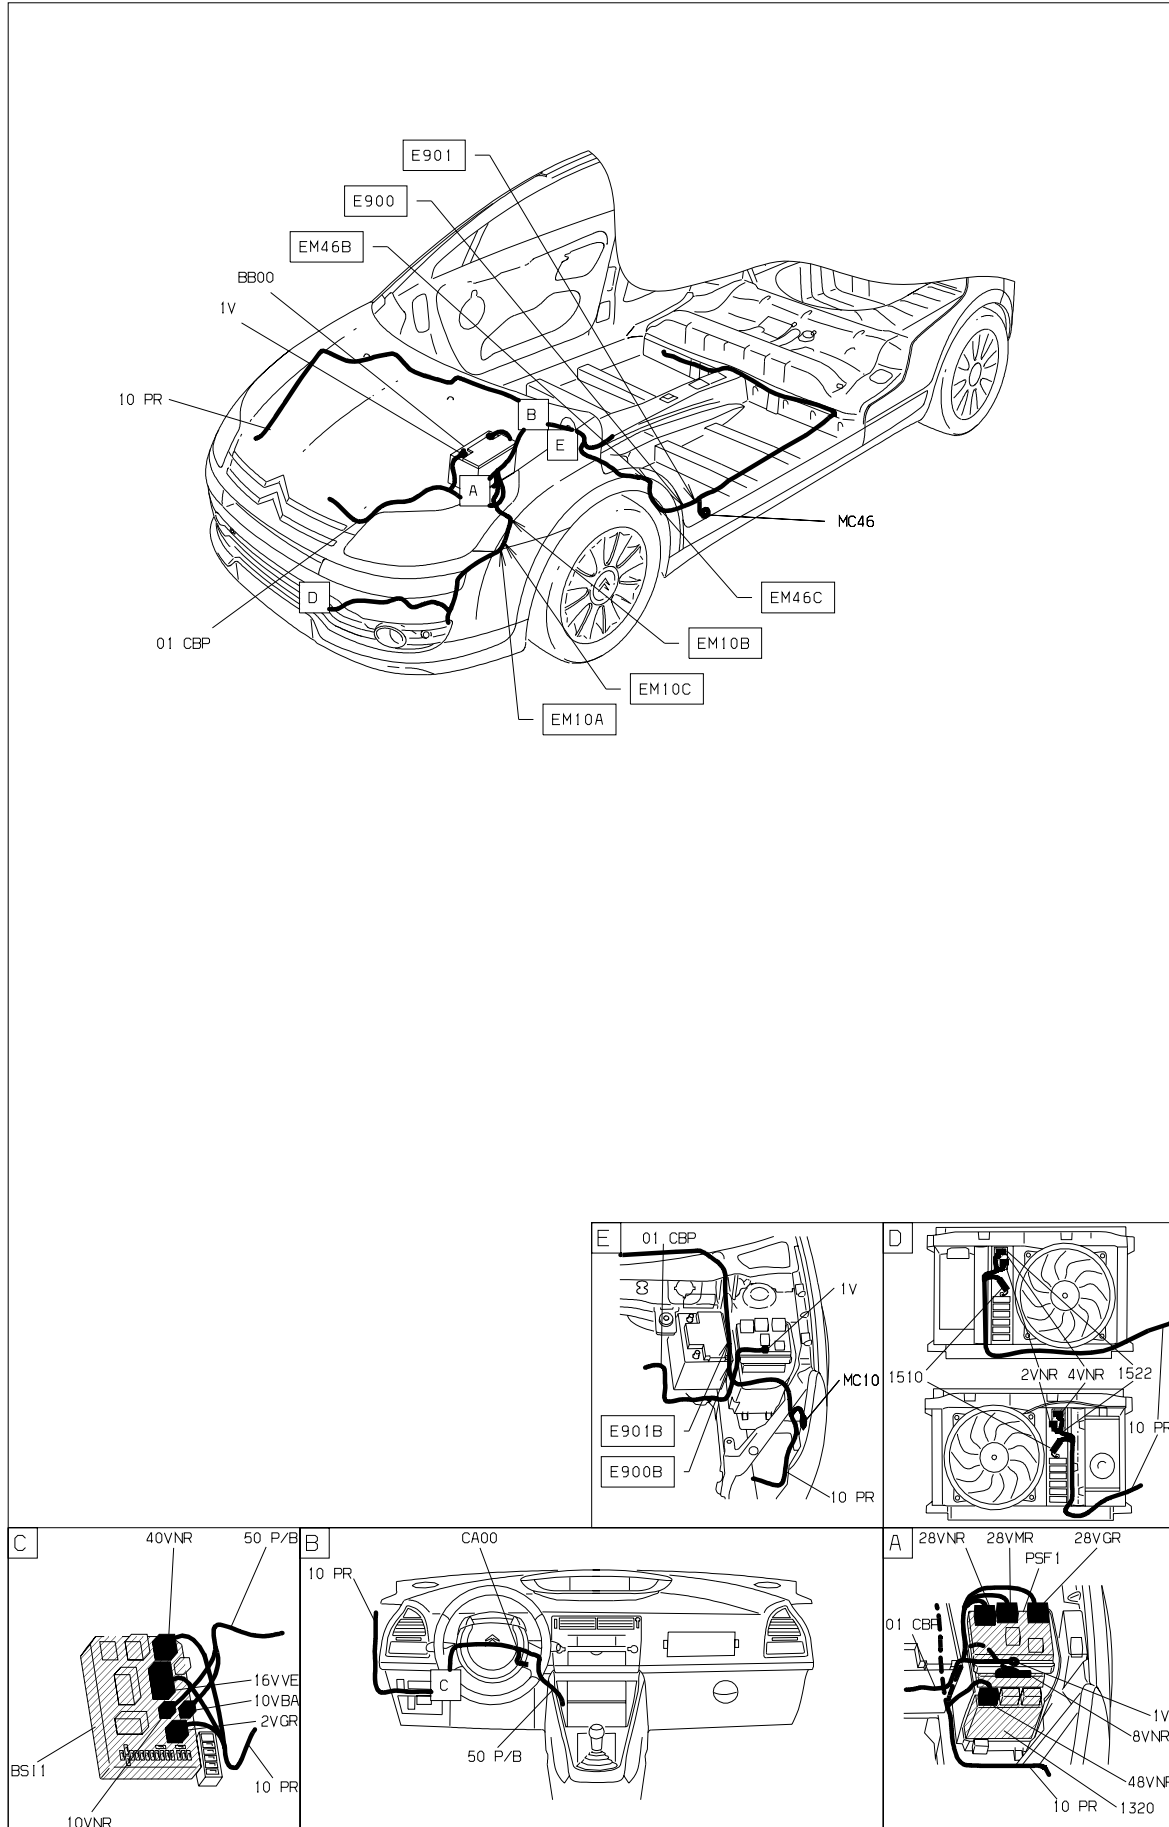 E901
E900
EM46B
BB00
1V
10 PR
B
E
A
MC46
D
EM46C
01 CBP
EM10B
EM10C
EM10A
E
01 CBP
1V
MC10
E901B
E900B
10 PR
D
1510
2VNR 4VNR 1522
10 PR
C
40VNR
50 P/B
16VVE
10VBA
2VGR
BSI1
10 PR
10VNR
B
CA00
10 PR
C
50 P/B
A
28VNR 28VMR 28VGR
PSF1
01 CBP
1V
8VNR
48VNR
10 PR
1320